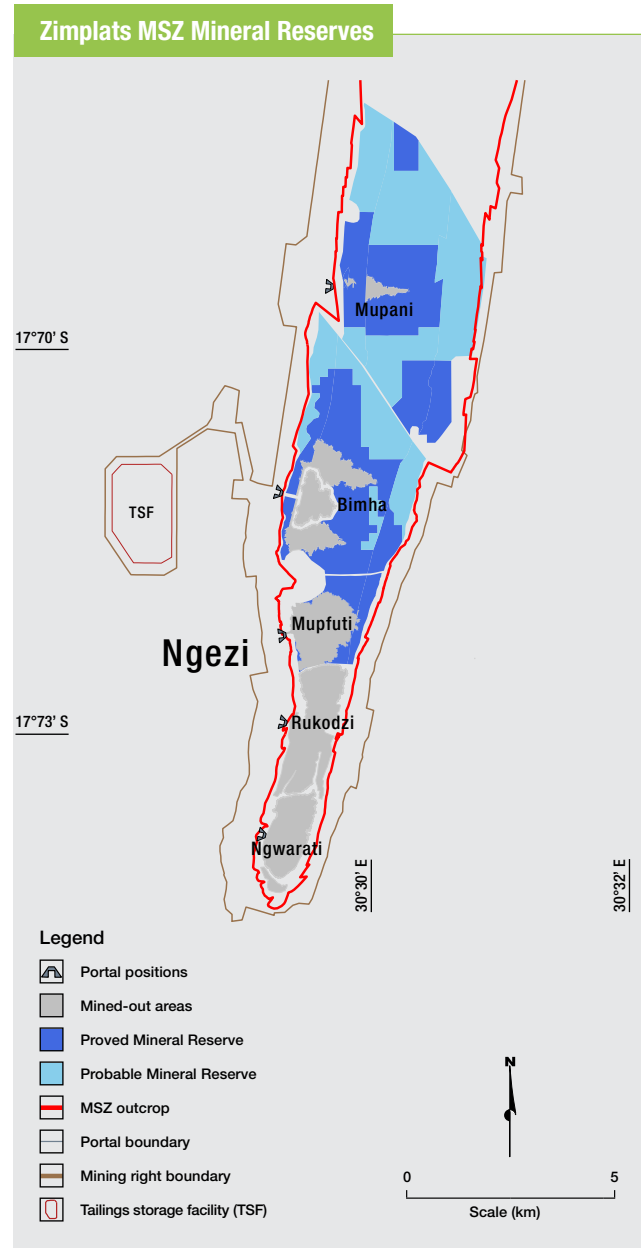 Zimplats MSZ Mineral Reserves
Mupani
17°70' S
Bimha
TSF
Mupfuti
Ngezi
17°73' S
Rukodzi
Ngwarati
30°30' E
30°32' E
Legend
Portal positions
Mined-out areas
Proved Mineral Reserve
Probable Mineral Reserve
MSZ outcrop
Portal boundary
Mining right boundary
Tailings storage facility (TSF)
N
0 5
Scale (km)